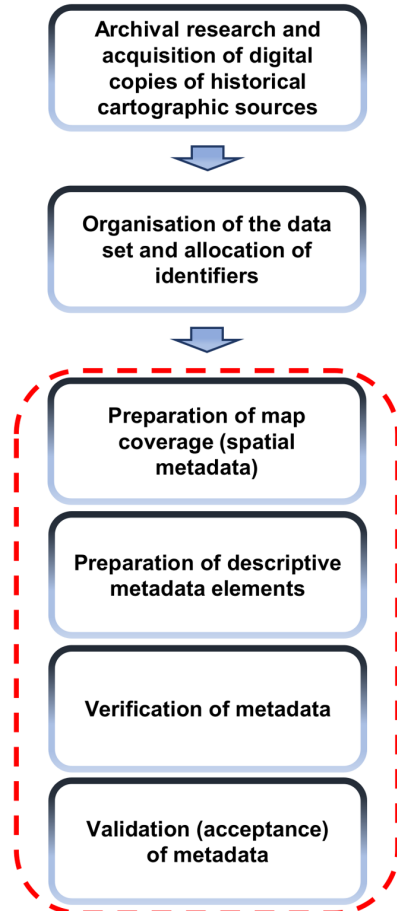 Archival research and
acquisition of digital
copies of historical
cartographic sources
Organisation of the data
set and allocation of
identifiers
Preparation of map
coverage (spatial
metadata)
Preparation of descriptive
metadata elements
Verification of metadata
Validation (acceptance)
of metadata